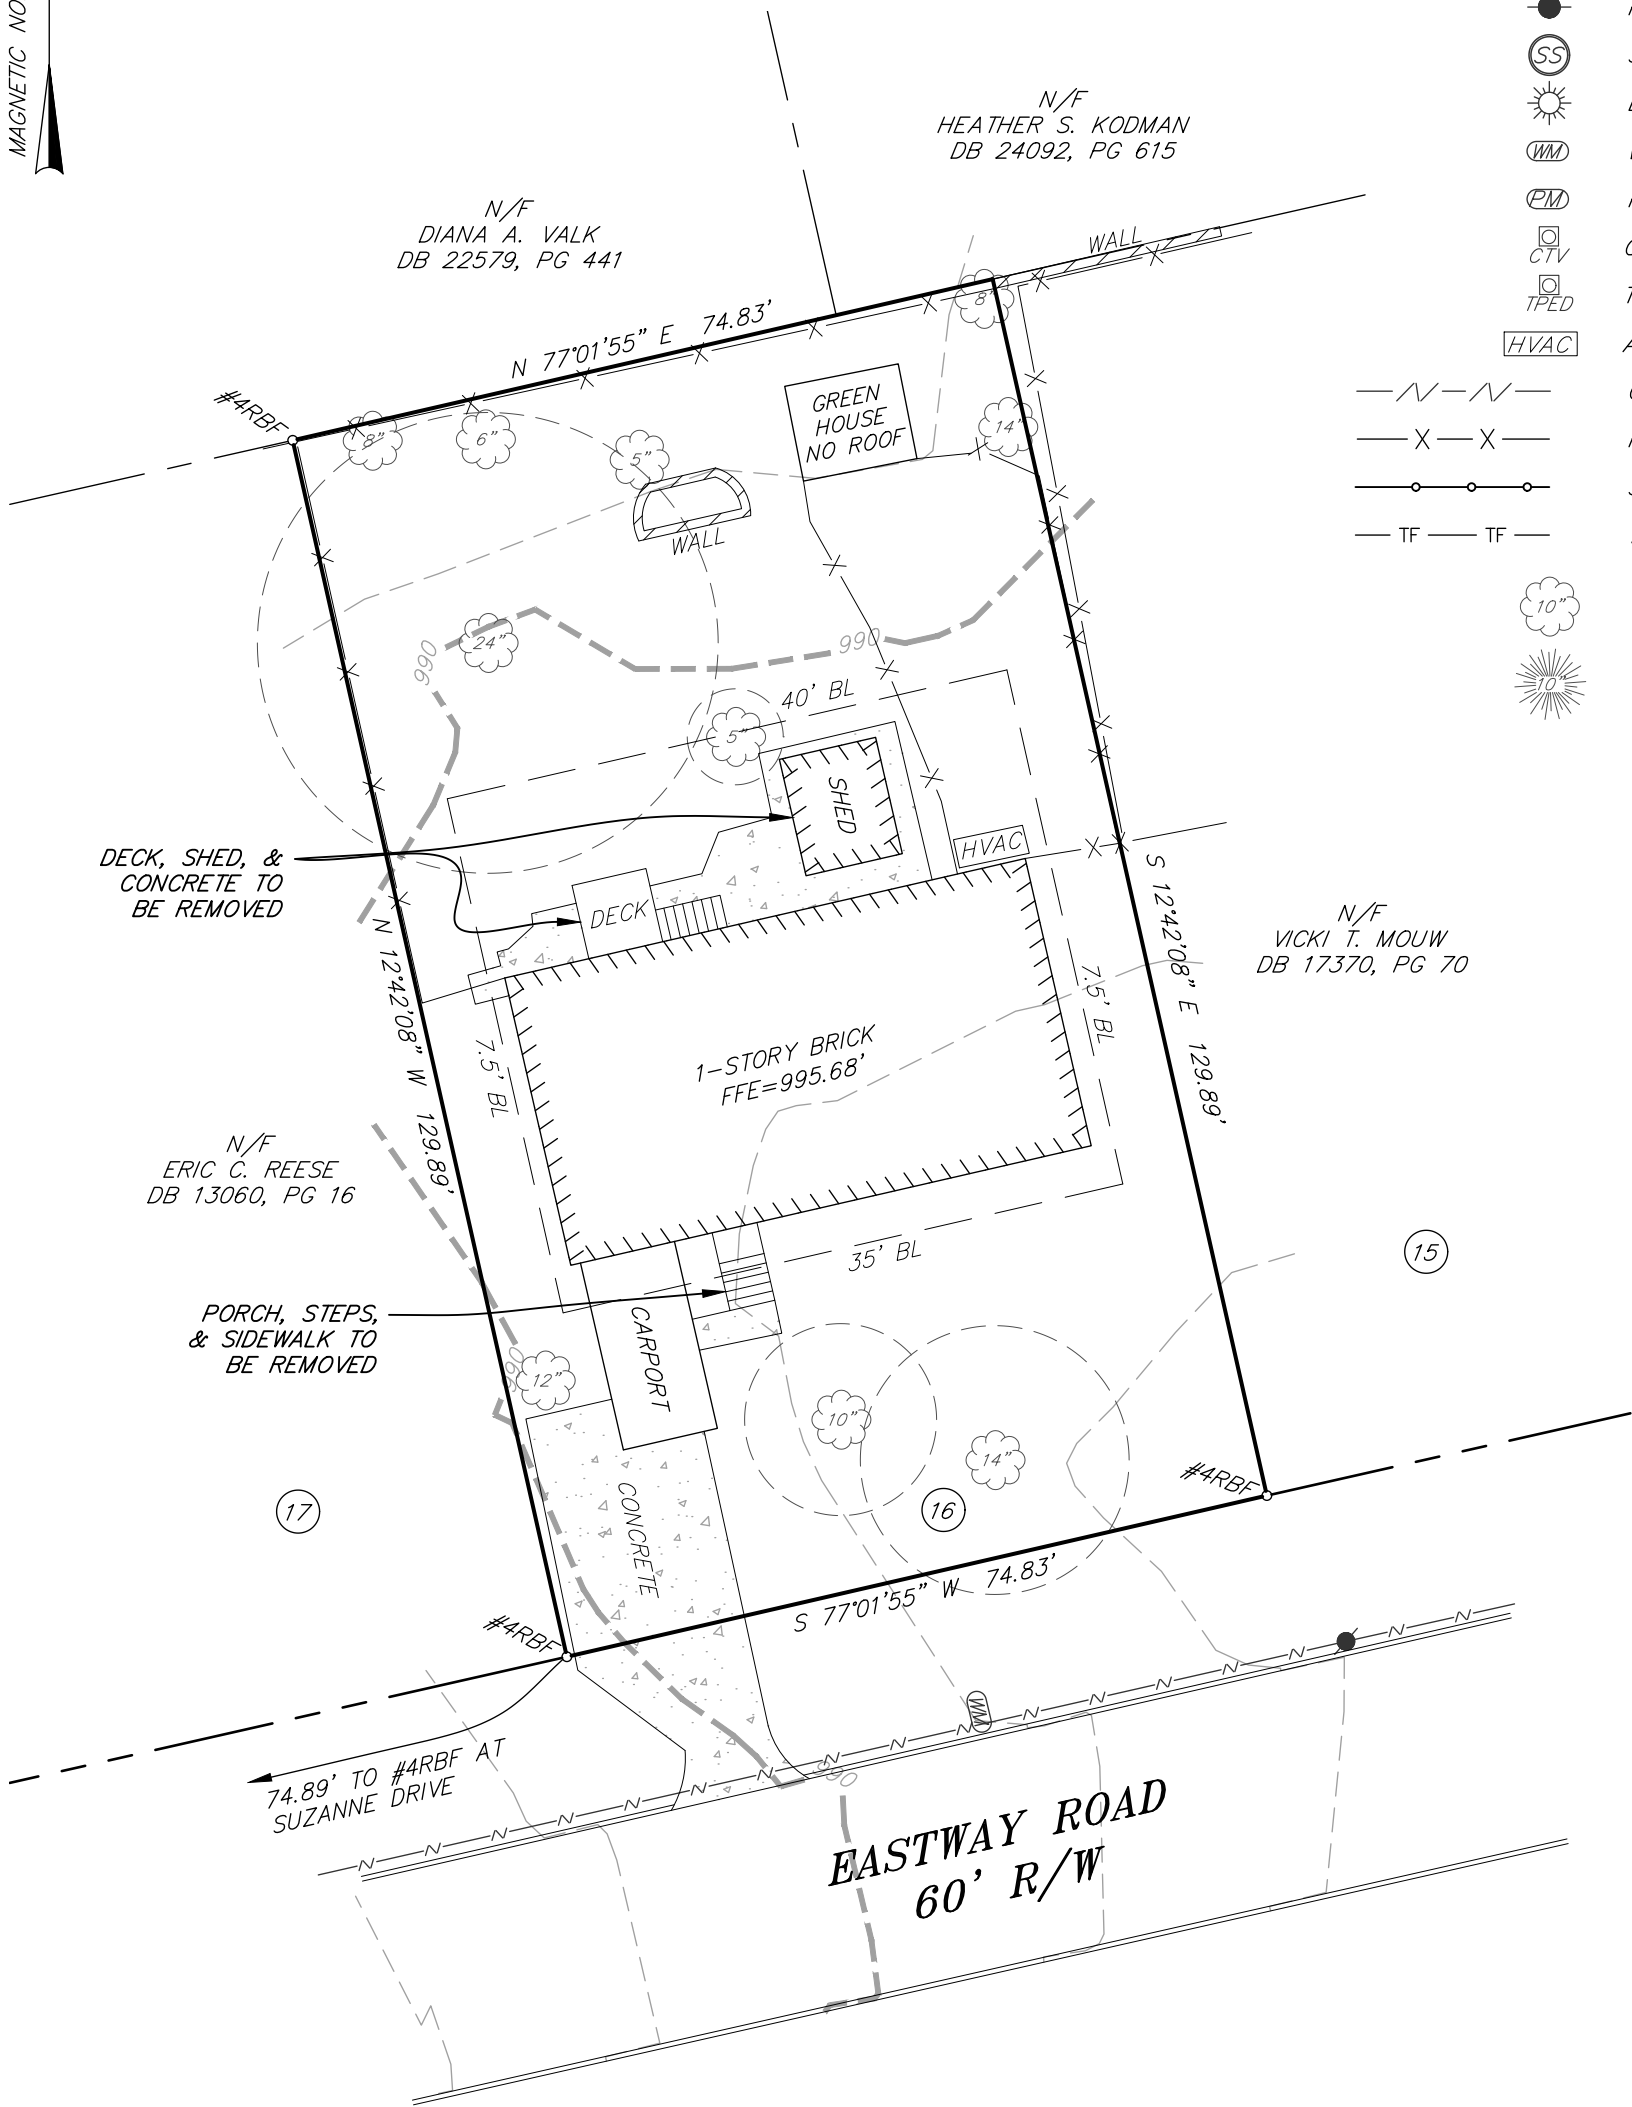 MAGNETIC NO
SS
WM
PM
CTV
TPED
HVAC
N
N
X
X
TF
TF
10"
10"
N/F
HEATHER S. KODMAN
DB 24092, PG 615
N/F
DIANA A. VALK
DB 22579, PG 441
WALL
N 77°01'55" E 74.83'
#4RBF
8"
6"
5"
8"
14"
GREEN
HOUSE
NO ROOF
WALL
24"
990
990
40' BL
5"
SHED
HVAC
DECK, SHED, &
CONCRETE TO
BE REMOVED
DECK
N 12°42'08" W 129.89'
S 12°42'08" E 129.89'
N/F
VICKI T. MOUW
DB 17370, PG 70
7.5' BL
7.5' BL
1-STORY BRICK
FFE=995.68'
N/F
ERIC C. REESE
DB 13060, PG 16
35' BL
15
PORCH, STEPS,
& SIDEWALK TO
BE REMOVED
CARPORT
990
12"
10"
14"
#4RBF
17
16
CONCRETE
S 77°01'55" W 74.83'
#4RBF
WM
74.89' TO #4RBF AT
SUZANNE DRIVE
990
EASTWAY ROAD
60' R/W